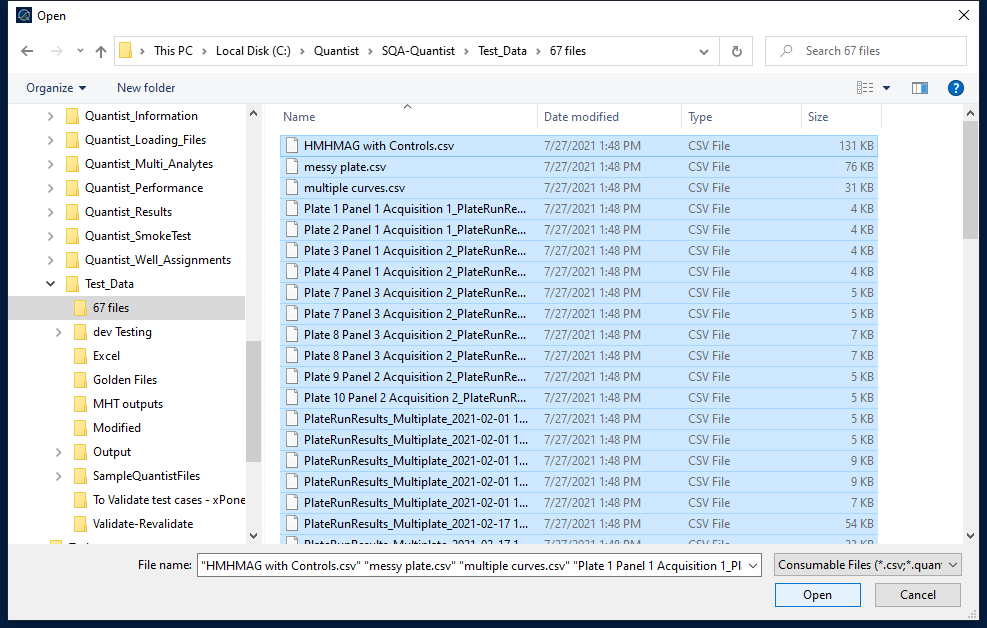 Open
This PC > Local Disk (C:) > Quantist > SQA-Quantist > Test_Data > 67 files
Search 67 files
Organize
New folder
Quantist_Information
Quantist_Loading_Files
Quantist_Multi_Analytes
Quantist_Performance
Quantist_Results
Quantist_SmokeTest
Quantist_Well_Assignments
Test_Data
67 files
dev Testing
Excel
Golden Files
MHT outputs
Modified
Output
SampleQuantistFiles
To Validate test cases - xPone
Validate-Revalidate
Name Date modified Type Size
HMHMAG with Controls.csv 7/27/2021 1:48 PM CSV File 131 KB
messy plate.csv 7/27/2021 1:48 PM CSV File 76 KB
multiple curves.csv 7/27/2021 1:48 PM CSV File 31 KB
Plate 1 Panel 1 Acquisition 1_PlateRunRe... 7/27/2021 1:48 PM CSV File 4 KB
Plate 2 Panel 1 Acquisition 1_PlateRunRe... 7/27/2021 1:48 PM CSV File 4 KB
Plate 3 Panel 1 Acquisition 2_PlateRunRe... 7/27/2021 1:48 PM CSV File 4 KB
Plate 4 Panel 1 Acquisition 2_PlateRunRe... 7/27/2021 1:48 PM CSV File 4 KB
Plate 7 Panel 3 Acquisition 2_PlateRunRe... 7/27/2021 1:48 PM CSV File 5 KB
Plate 7 Panel 3 Acquisition 2_PlateRunRe... 7/27/2021 1:48 PM CSV File 5 KB
Plate 8 Panel 3 Acquisition 2_PlateRunRe... 7/27/2021 1:48 PM CSV File 7 KB
Plate 8 Panel 3 Acquisition 2_PlateRunRe... 7/27/2021 1:48 PM CSV File 7 KB
Plate 9 Panel 2 Acquisition 2_PlateRunRe... 7/27/2021 1:48 PM CSV File 5 KB
Plate 10 Panel 2 Acquisition 2_PlateRunR... 7/27/2021 1:48 PM CSV File 5 KB
PlateRunResults_Multiplate_2021-02-01 1... 7/27/2021 1:48 PM CSV File 5 KB
PlateRunResults_Multiplate_2021-02-01 1... 7/27/2021 1:48 PM CSV File 5 KB
PlateRunResults_Multiplate_2021-02-01 1... 7/27/2021 1:48 PM CSV File 9 KB
PlateRunResults_Multiplate_2021-02-01 1... 7/27/2021 1:48 PM CSV File 9 KB
PlateRunResults_Multiplate_2021-02-01 1... 7/27/2021 1:48 PM CSV File 7 KB
PlateRunResults_Multiplate_2021-02-17 1... 7/27/2021 1:48 PM CSV File 54 KB
File name: "HMHMAG with Controls.csv" "messy plate.csv" "multiple curves.csv" "Plate 1 Panel 1 Acquisition 1_Pl
Consumable Files (*.csv;*.quan
Open
Cancel